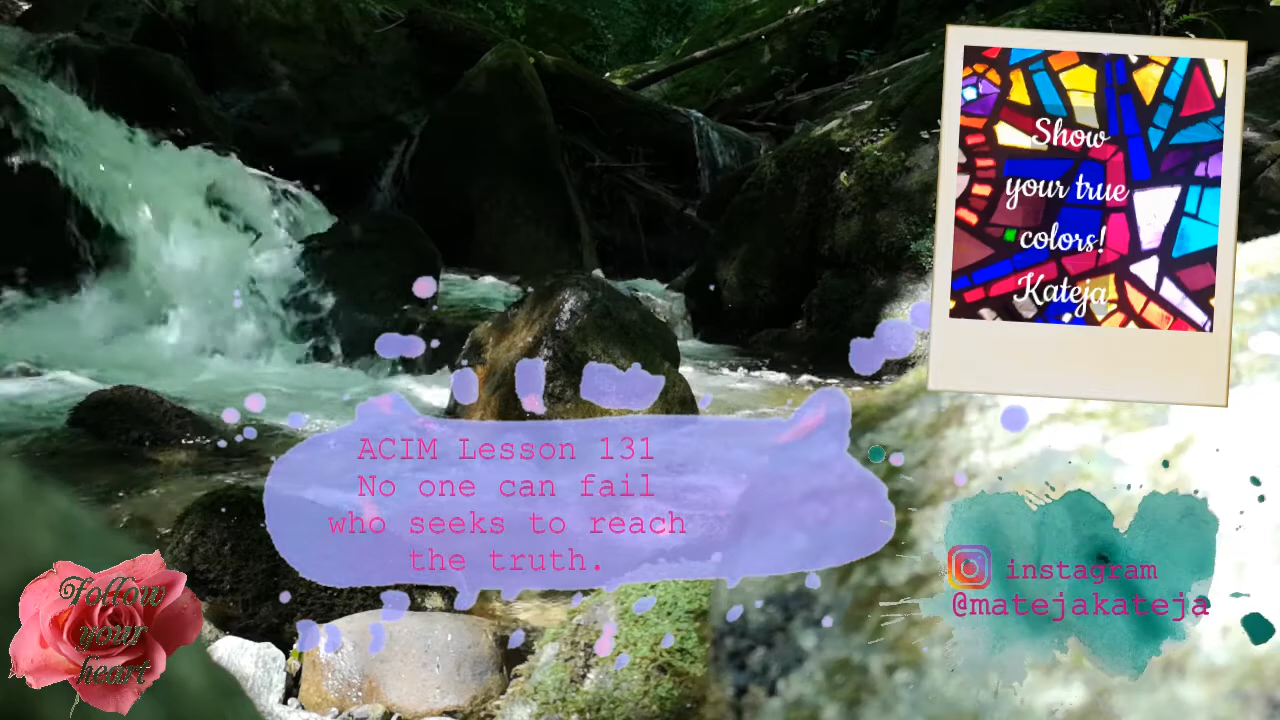 Show
your true
colors!
Kateja
ACIM Lesson 131
No one can fail
who seeks to reach
the truth.
instagram
@matejakateja
Follow
your
heart